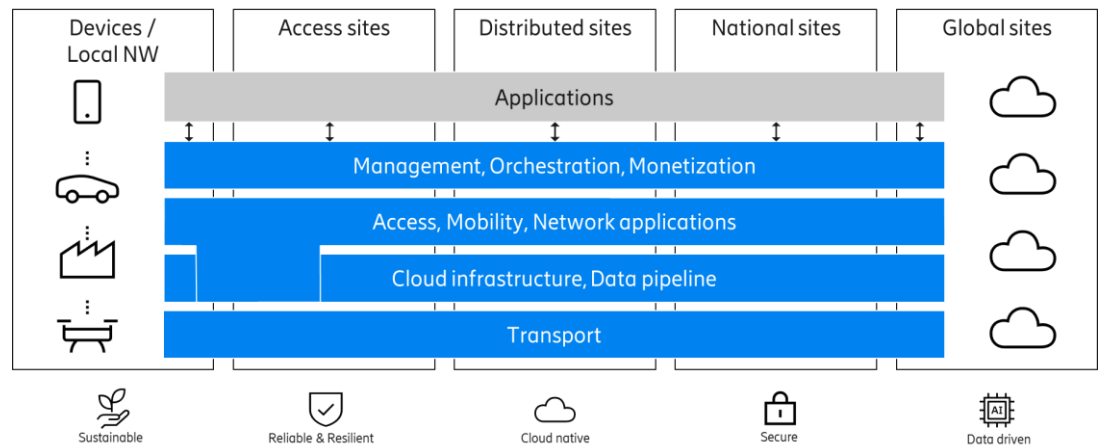 Devices /
Local NW
Access sites
Distributed sites
National sites
Global sites
Applications
Management, Orchestration, Monetization
Access, Mobility, Network applications
Cloud infrastructure, Data pipeline
Transport
Sustainable
Reliable & Resilient
Cloud native
Secure
AI
Data driven